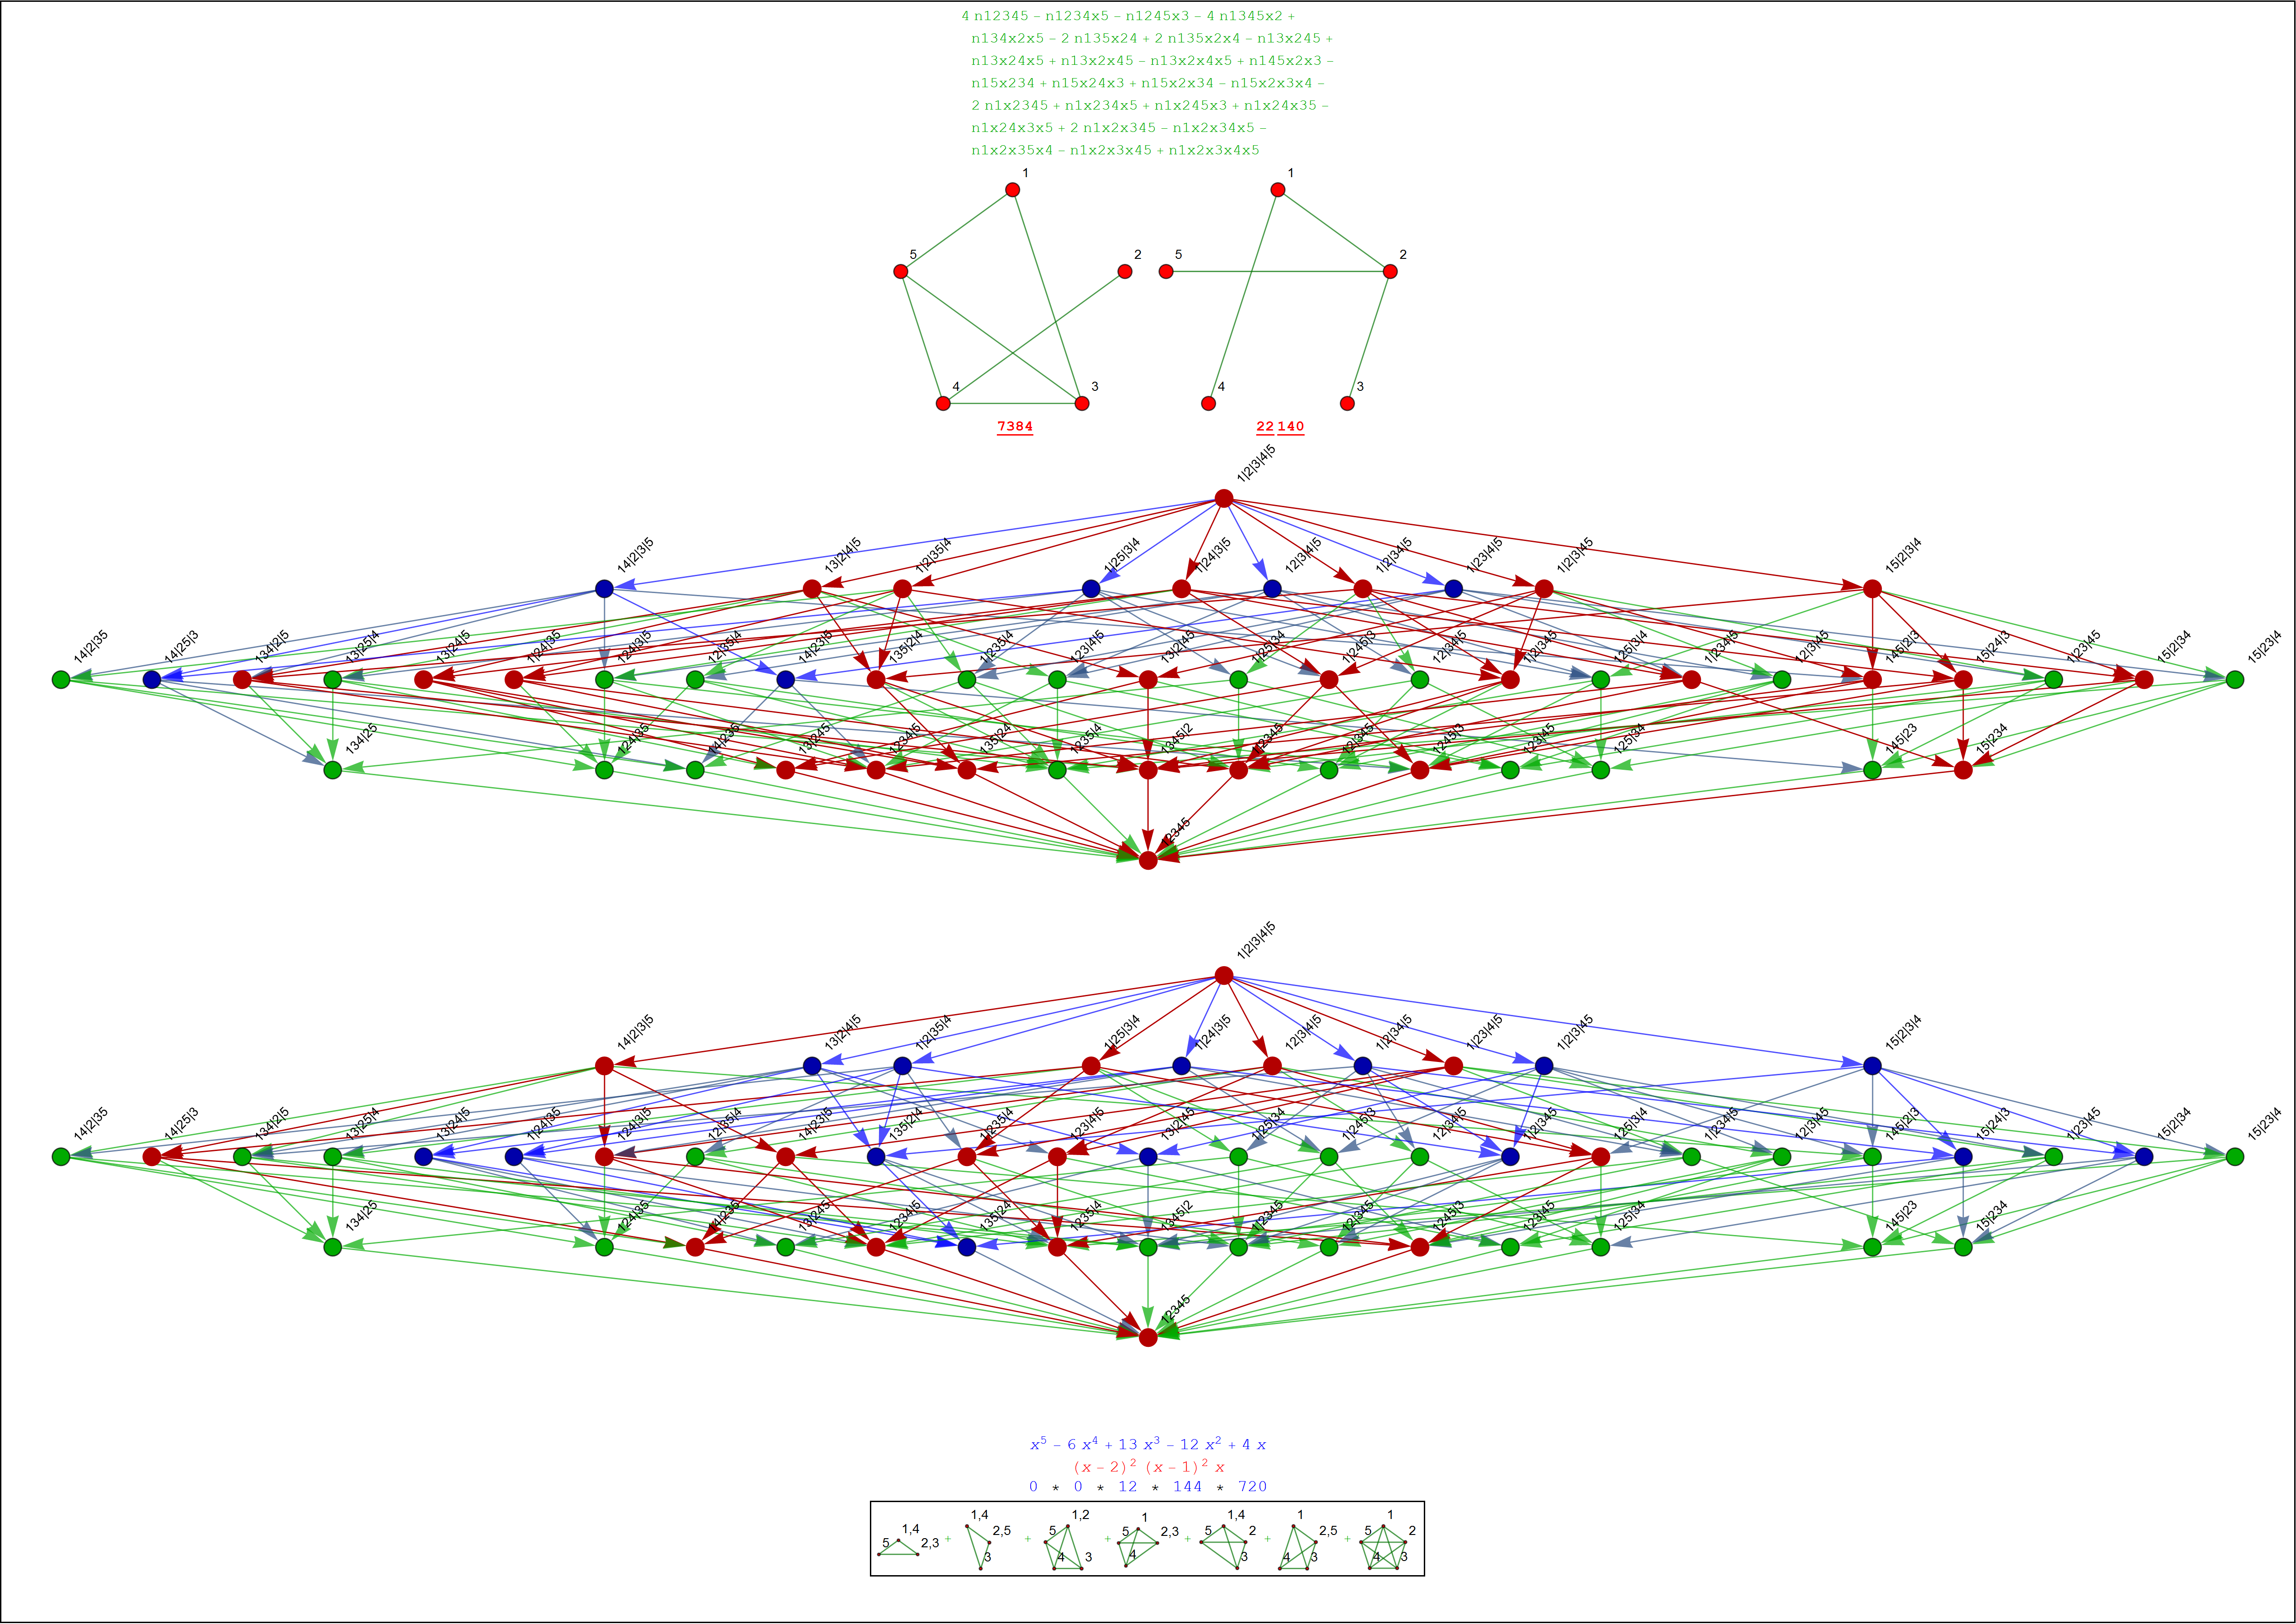 4 n12345 – n1234x5 – n1245x3 – 4 n1345x2 +
n134x2x5 – 2 n135x24 + 2 n135x2x4 – n13x245 +
n13x24x5 + n13x2x45 – n13x2x4x5 + n145x2x3 –
n15x234 + n15x24x3 + n15x2x34 – n15x2x3x4 –
2 n1x2345 + n1x234x5 + n1x245x3 + n1x24x35 –
n1x24x3x5 + 2 n1x2x345 – n1x2x34x5 –
n1x2x35x4 – n1x2x3x45 + n1x2x3x4x5
1 1
5 2 5 2
4 3 4 3
7384 22 140
1|2|3|4|5
14|2|3|5 13|2|4|5 1|2|35|4 1|25|3|4 1|24|3|5 12|3|4|5 1|2|34|5 1|23|4|5 1|2|3|45 15|2|3|4
14|2|35 14|25|3 134|2|5 13|25|4 13|24|5 1|24|35 124|3|5 12|35|4 14|23|5 135|2|4 1|235|4 123|4|5 13|2|45 1|25|34 1|245|3 12|34|5 1|2|345 125|3|4 1|234|5 12|3|45 145|2|3 15|24|3 1|23|45 15|2|34 15|23|4
134|25 124|35 14|235 13|245 1234|5 135|24 1235|4 1345|2 1|2345 12|345 1245|3 123|45 125|34 145|23 15|234
12345
1|2|3|4|5
14|2|3|5 13|2|4|5 1|2|35|4 1|25|3|4 1|24|3|5 12|3|4|5 1|2|34|5 1|23|4|5 1|2|3|45 15|2|3|4
14|2|35 14|25|3 134|2|5 13|25|4 13|24|5 1|24|35 124|3|5 12|35|4 14|23|5 135|2|4 1|235|4 123|4|5 13|2|45 1|25|34 1|245|3 12|34|5 1|2|345 125|3|4 1|234|5 12|3|45 145|2|3 15|24|3 1|23|45 15|2|34 15|23|4
134|25 124|35 14|235 13|245 1234|5 135|24 1235|4 1345|2 1|2345 12|345 1245|3 123|45 125|34 145|23 15|234
12345
x⁵ – 6 x⁴ + 13 x³ – 12 x² + 4 x
(x – 2)² (x – 1)² x
0 * 0 * 12 * 144 * 720
1,4 5 2,3 + 1,4 2,5 3 + 1,2 5 4 3 + 1 5 2,3 4 + 1,4 5 2 3 + 1 2,5 4 3 + 1 5 2 4 3